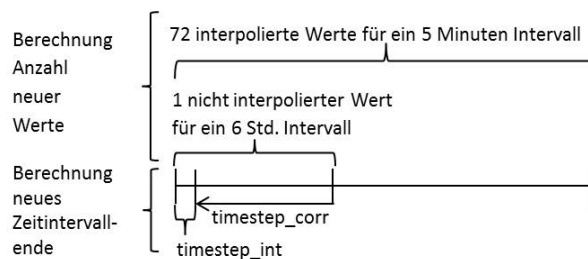 Berechnung
Anzahl
neuer
Werte
72 interpolierte Werte für ein 5 Minuten Intervall
1 nicht interpolierter Wert
für ein 6 Std. Intervall
Berechnung
neues
Zeitintervall-
ende
timestep_corr
timestep_int